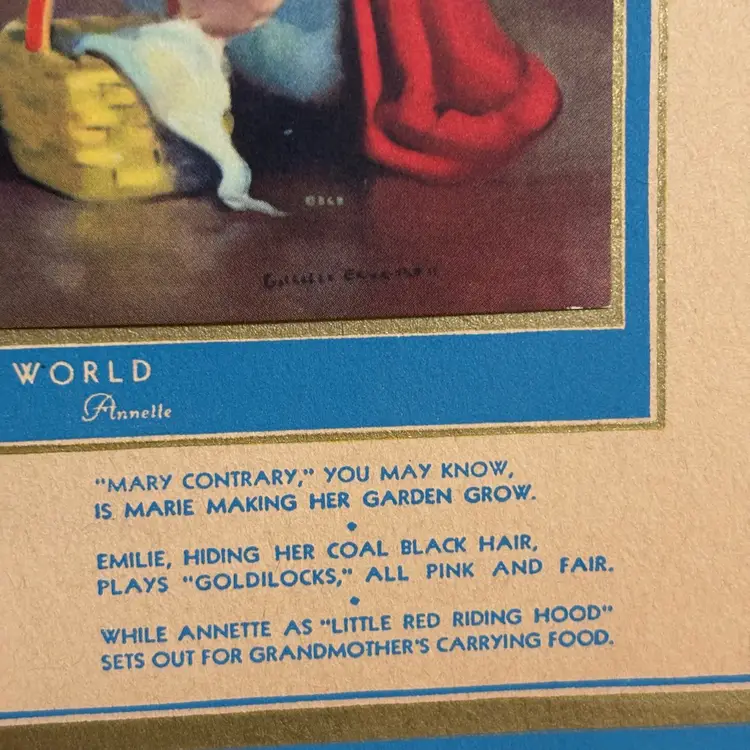 ©B&B
WORLD
Annette
"MARY CONTRARY," YOU MAY KNOW,
IS MARIE MAKING HER GARDEN GROW.
EMILIE, HIDING HER COAL BLACK HAIR,
PLAYS "GOLDILOCKS," ALL PINK AND FAIR.
WHILE ANNETTE AS "LITTLE RED RIDING HOOD"
SETS OUT FOR GRANDMOTHER'S CARRYING FOOD.